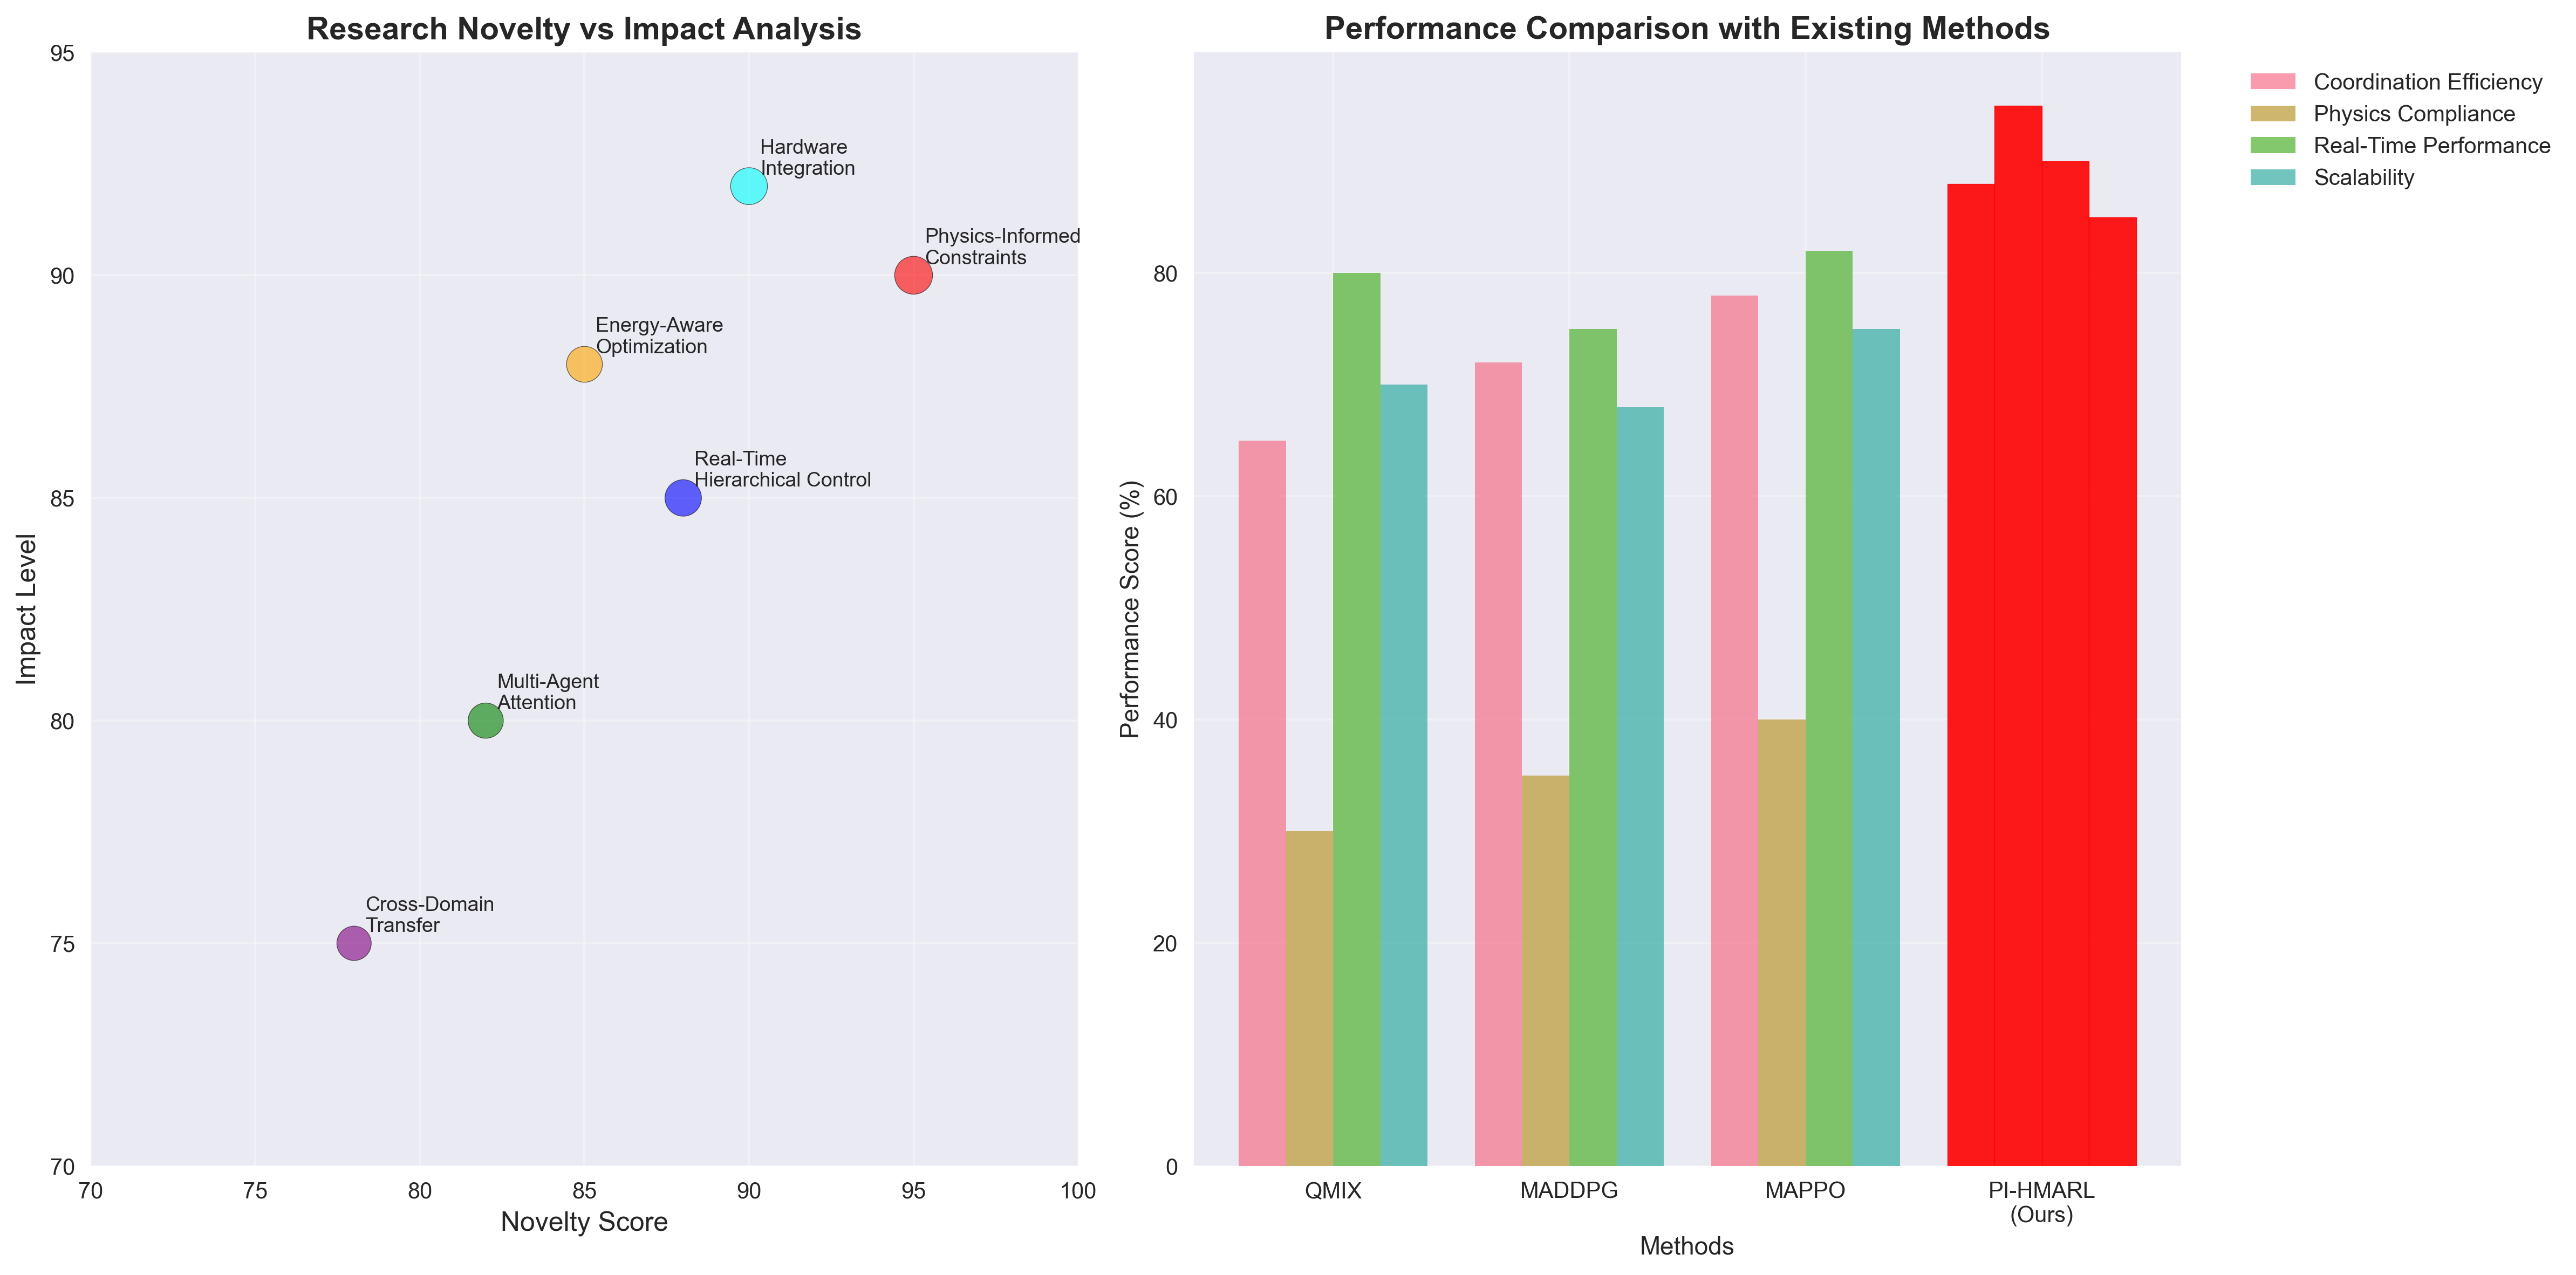 Research Novelty vs Impact Analysis
95
90
85
80
75
70
Impact Level
Hardware
Integration
Physics-Informed
Constraints
Energy-Aware
Optimization
Real-Time
Hierarchical Control
Multi-Agent
Attention
Cross-Domain
Transfer
70
75
80
85
90
95
100
Novelty Score
Performance Comparison with Existing Methods
80
60
40
20
0
Performance Score (%)
QMIX
MADDPG
MAPPO
PI-HMARL
(Ours)
Methods
Coordination Efficiency
Physics Compliance
Real-Time Performance
Scalability